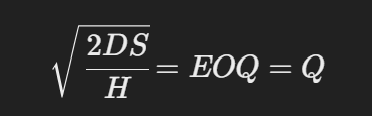 √(2DS/H) = EOQ = Q